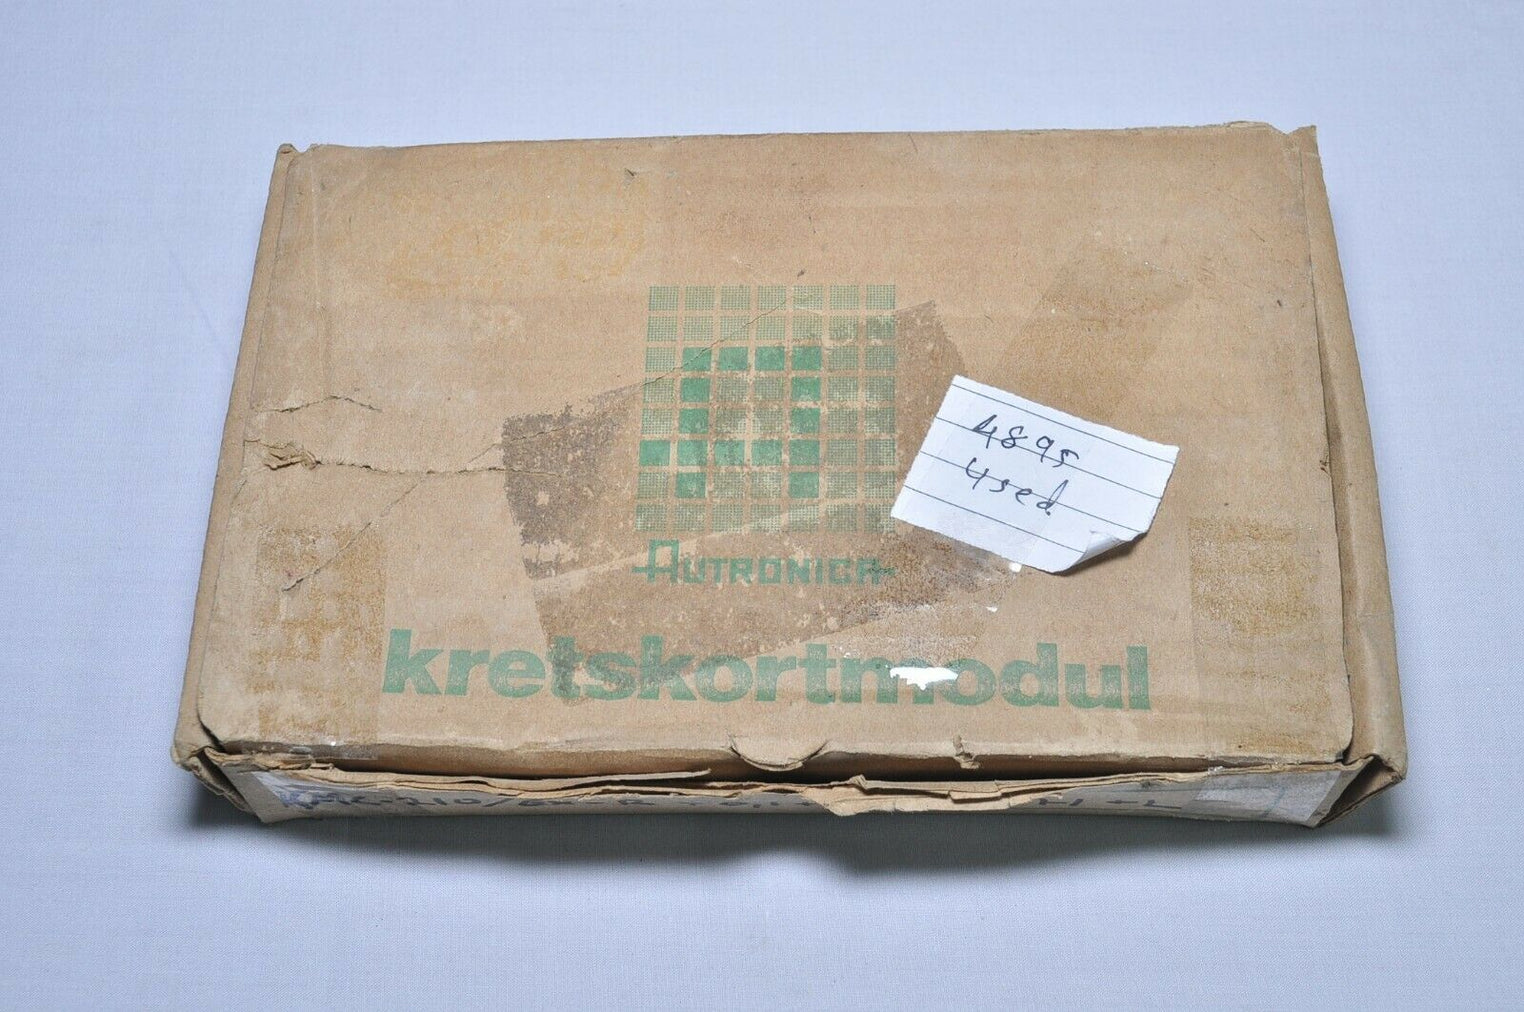 4895
used
AUTRONICA
kretskortmodul